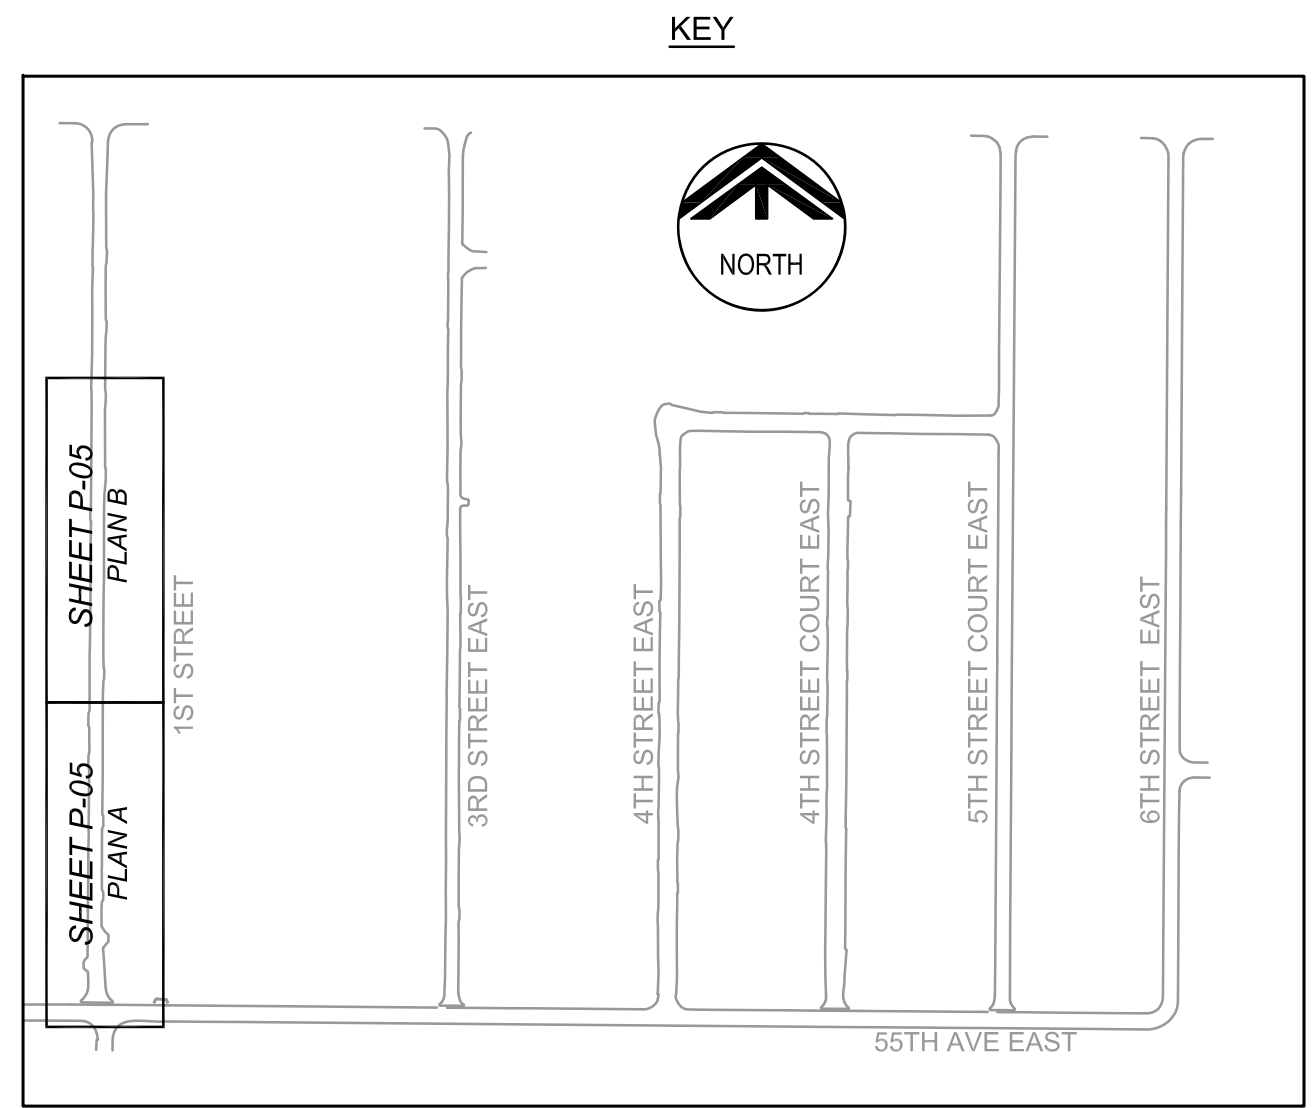 KEY
NORTH
SHEET P-05
PLAN B
SHEET P-05
PLAN A
1ST STREET
3RD STREET EAST
4TH STREET EAST
4TH STREET COURT EAST
5TH STREET COURT EAST
6TH STREET EAST
55TH AVE EAST